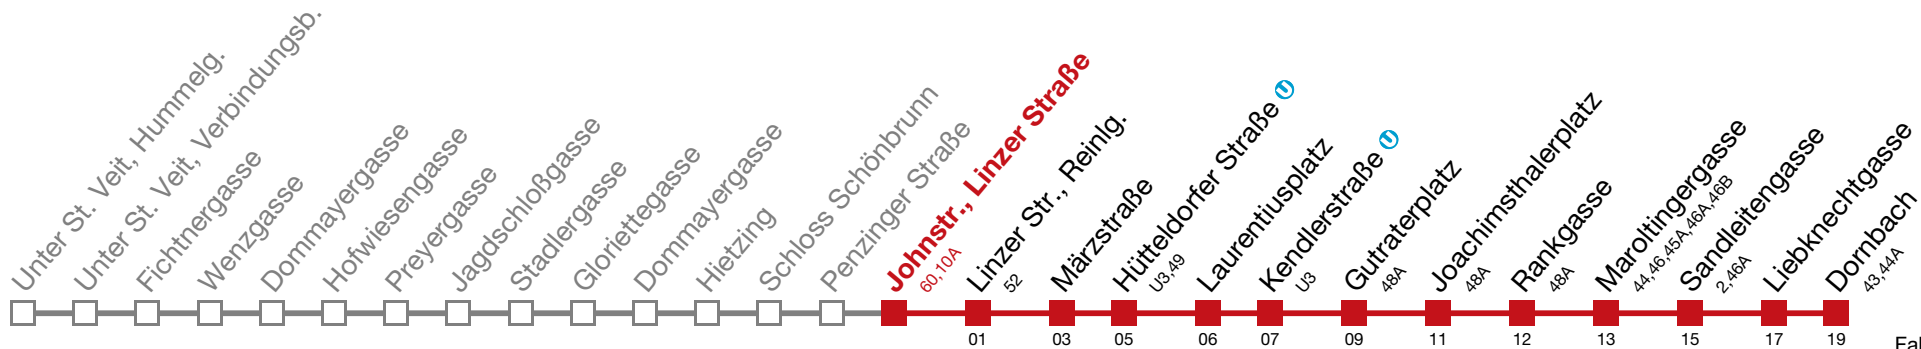 Unter St. Veit, Hummelg.
Unter St. Veit, Verbindungsb.
Fichtnergasse
Wenzgasse
Dommayergasse
Hofwiesengasse
Preyergasse
Jagdschloßgasse
Stadlergasse
Gloriettegasse
Dommayergasse
Hietzing
Schloss Schönbrunn
Penzinger Straße
Johnstr., Linzer Straße
60,10A
Linzer Str., Reinlg.
52
Märzstraße
Hütteldorfer Straße U
U3,49
Laurentiusplatz
Kendlerstraße U
U3
Gutraterplatz
48A
Joachimsthalerplatz
48A
Rankgasse
48A
Maroltingergasse
44,46,45A,46A,46B
Sandleitengasse
2,46A
Liebknechtgasse
Dornbach
43,44A
01 03 05 06 07 09 11 12 13 15 17 19